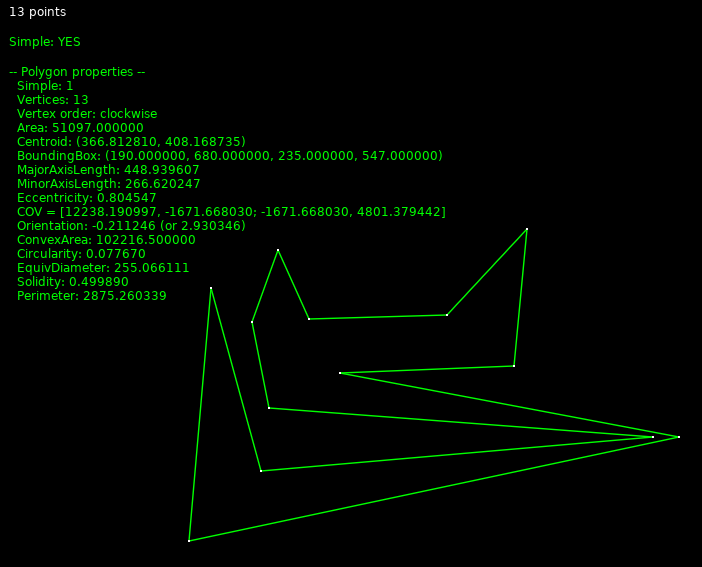 13 points
Simple: YES
-- Polygon properties --
Simple: 1
Vertices: 13
Vertex order: clockwise
Area: 51097.000000
Centroid: (366.812810, 408.168735)
BoundingBox: (190.000000, 680.000000, 235.000000, 547.000000)
MajorAxisLength: 448.939607
MinorAxisLength: 266.620247
Eccentricity: 0.804547
COV = [12238.190997, -1671.668030; -1671.668030, 4801.379442]
Orientation: -0.211246 (or 2.930346)
ConvexArea: 102216.500000
Circularity: 0.077670
EquivDiameter: 255.066111
Solidity: 0.499890
Perimeter: 2875.260339